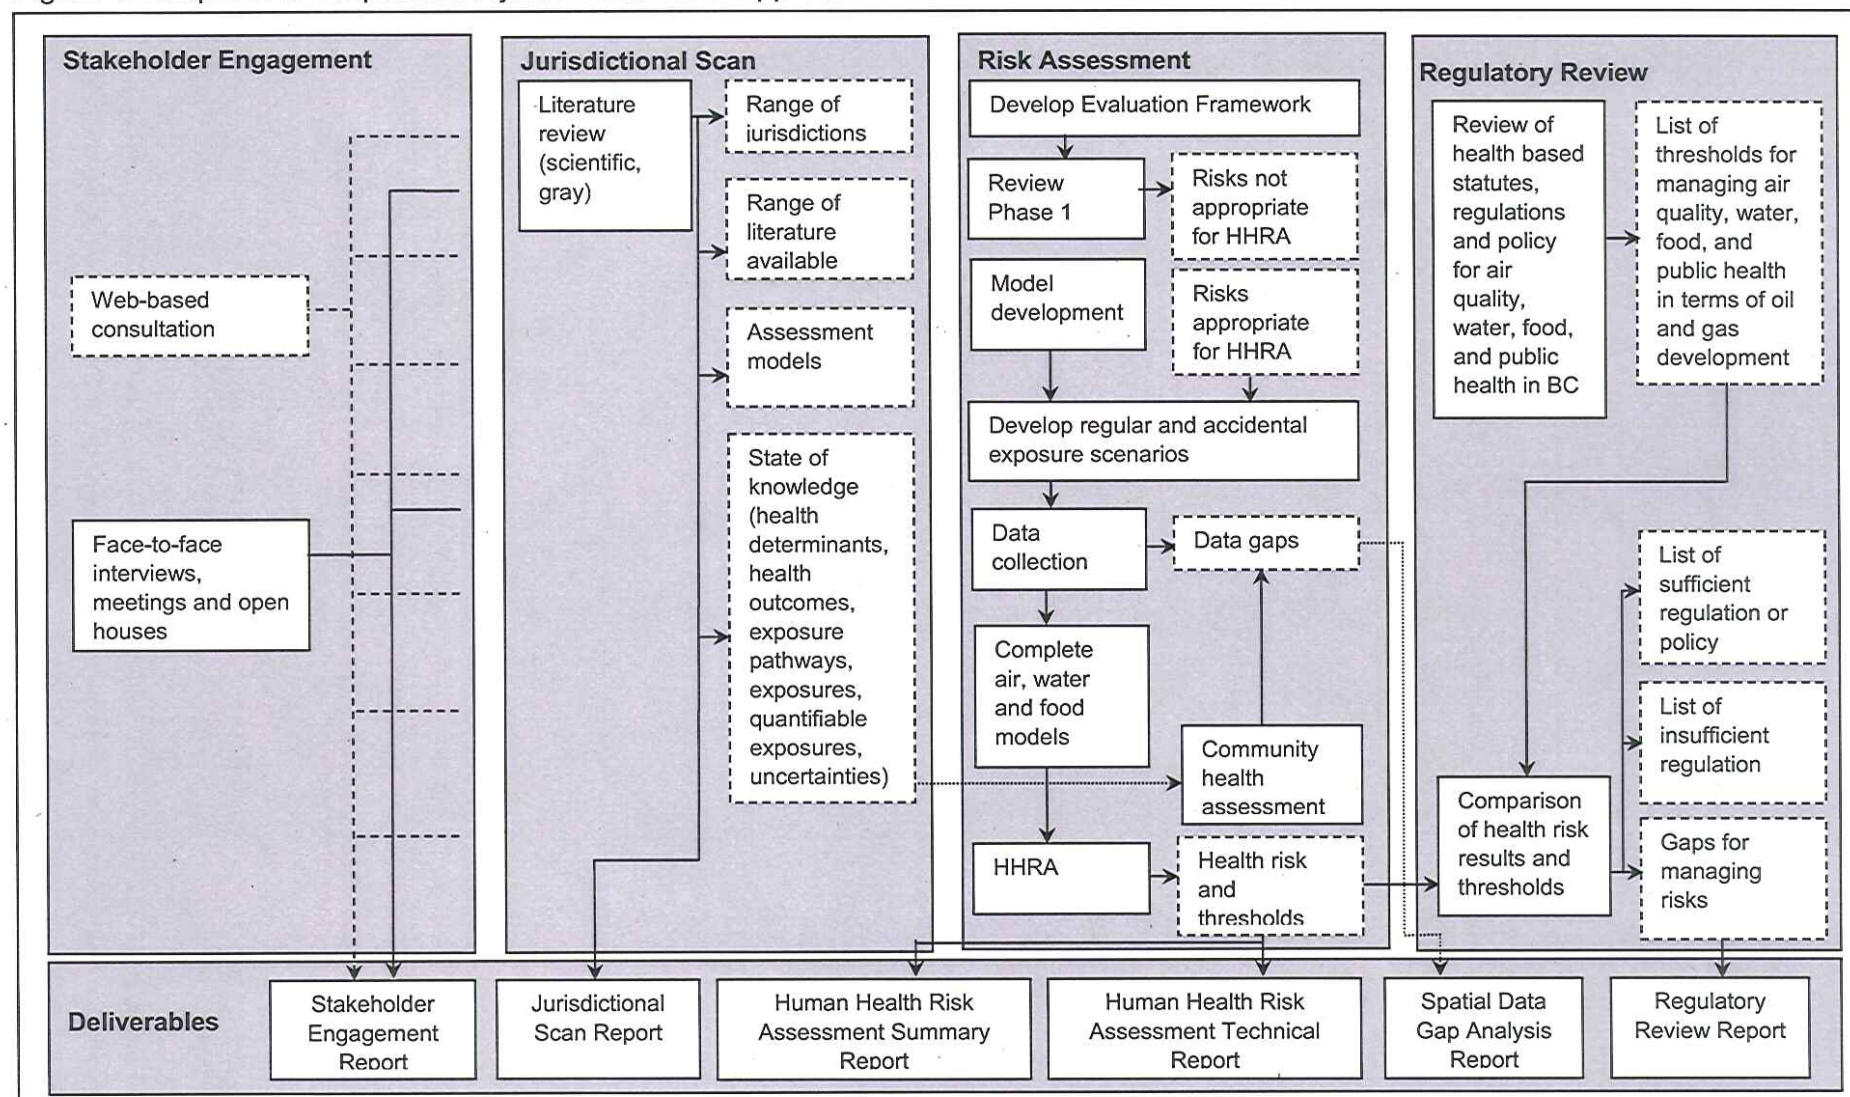 Stakeholder Engagement
Web-based
consultation
Face-to-face
interviews,
meetings and open
houses
Jurisdictional Scan
Literature
review
(scientific,
gray)
Range of
jurisdictions
Range of
literature
available
Assessment
models
State of
knowledge
(health
determinants,
health
outcomes,
exposure
pathways,
exposures,
quantifiable
exposures,
uncertainties)
Risk Assessment
Develop Evaluation Framework
Review
Phase 1
Risks not
appropriate
for HHRA
Model
development
Risks
appropriate
for HHRA
Develop regular and accidental
exposure scenarios
Data
collection
Data gaps
Complete
air, water
and food
models
Community
health
assessment
HHRA
Health risk
and
thresholds
Regulatory Review
Review of
health based
statutes,
regulations
and policy
for air
quality,
water, food,
and public
health in BC
List of
thresholds for
managing air
quality, water,
food, and
public health
in terms of oil
and gas
development
List of
sufficient
regulation or
policy
List of
insufficient
regulation
Comparison
of health risk
results and
thresholds
Gaps for
managing
risks
Deliverables
Stakeholder
Engagement
Report
Jurisdictional
Scan Report
Human Health Risk
Assessment Summary
Report
Human Health Risk
Assessment Technical
Report
Spatial Data
Gap Analysis
Report
Regulatory
Review Report